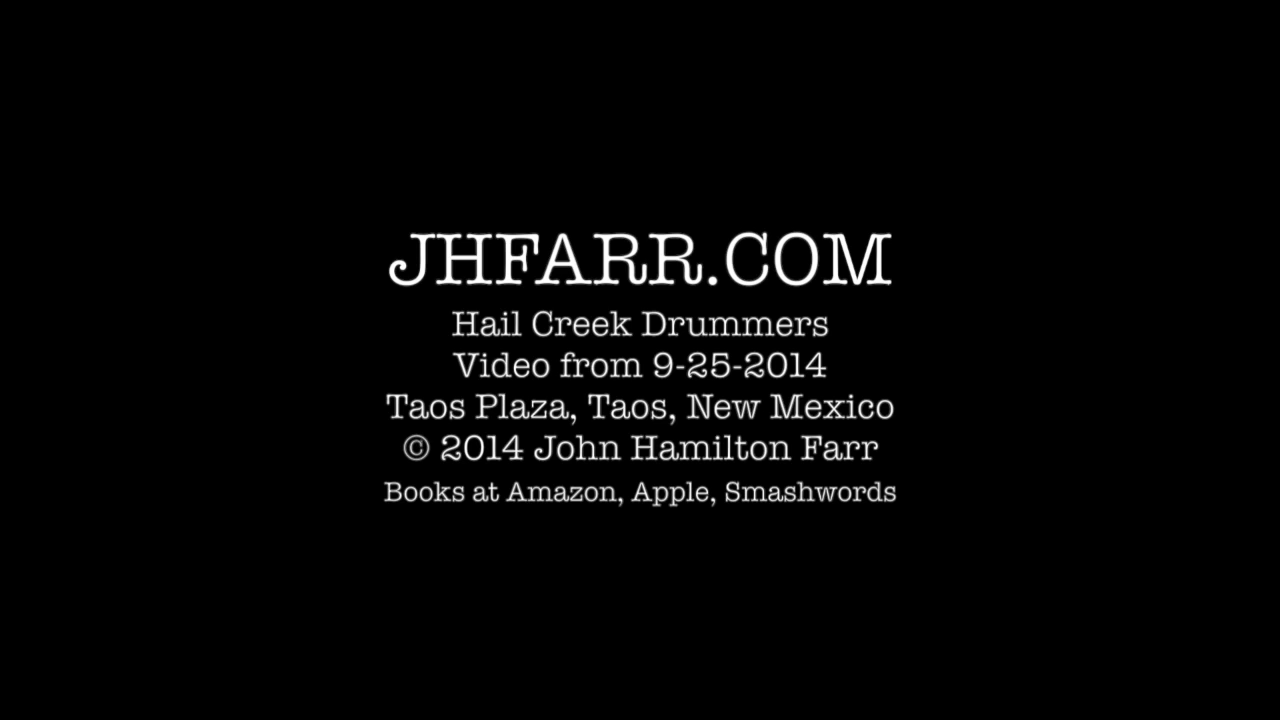 JHFARR.COM
Hail Creek Drummers
Video from 9-25-2014
Taos Plaza, Taos, New Mexico
© 2014 John Hamilton Farr
Books at Amazon, Apple, Smashwords